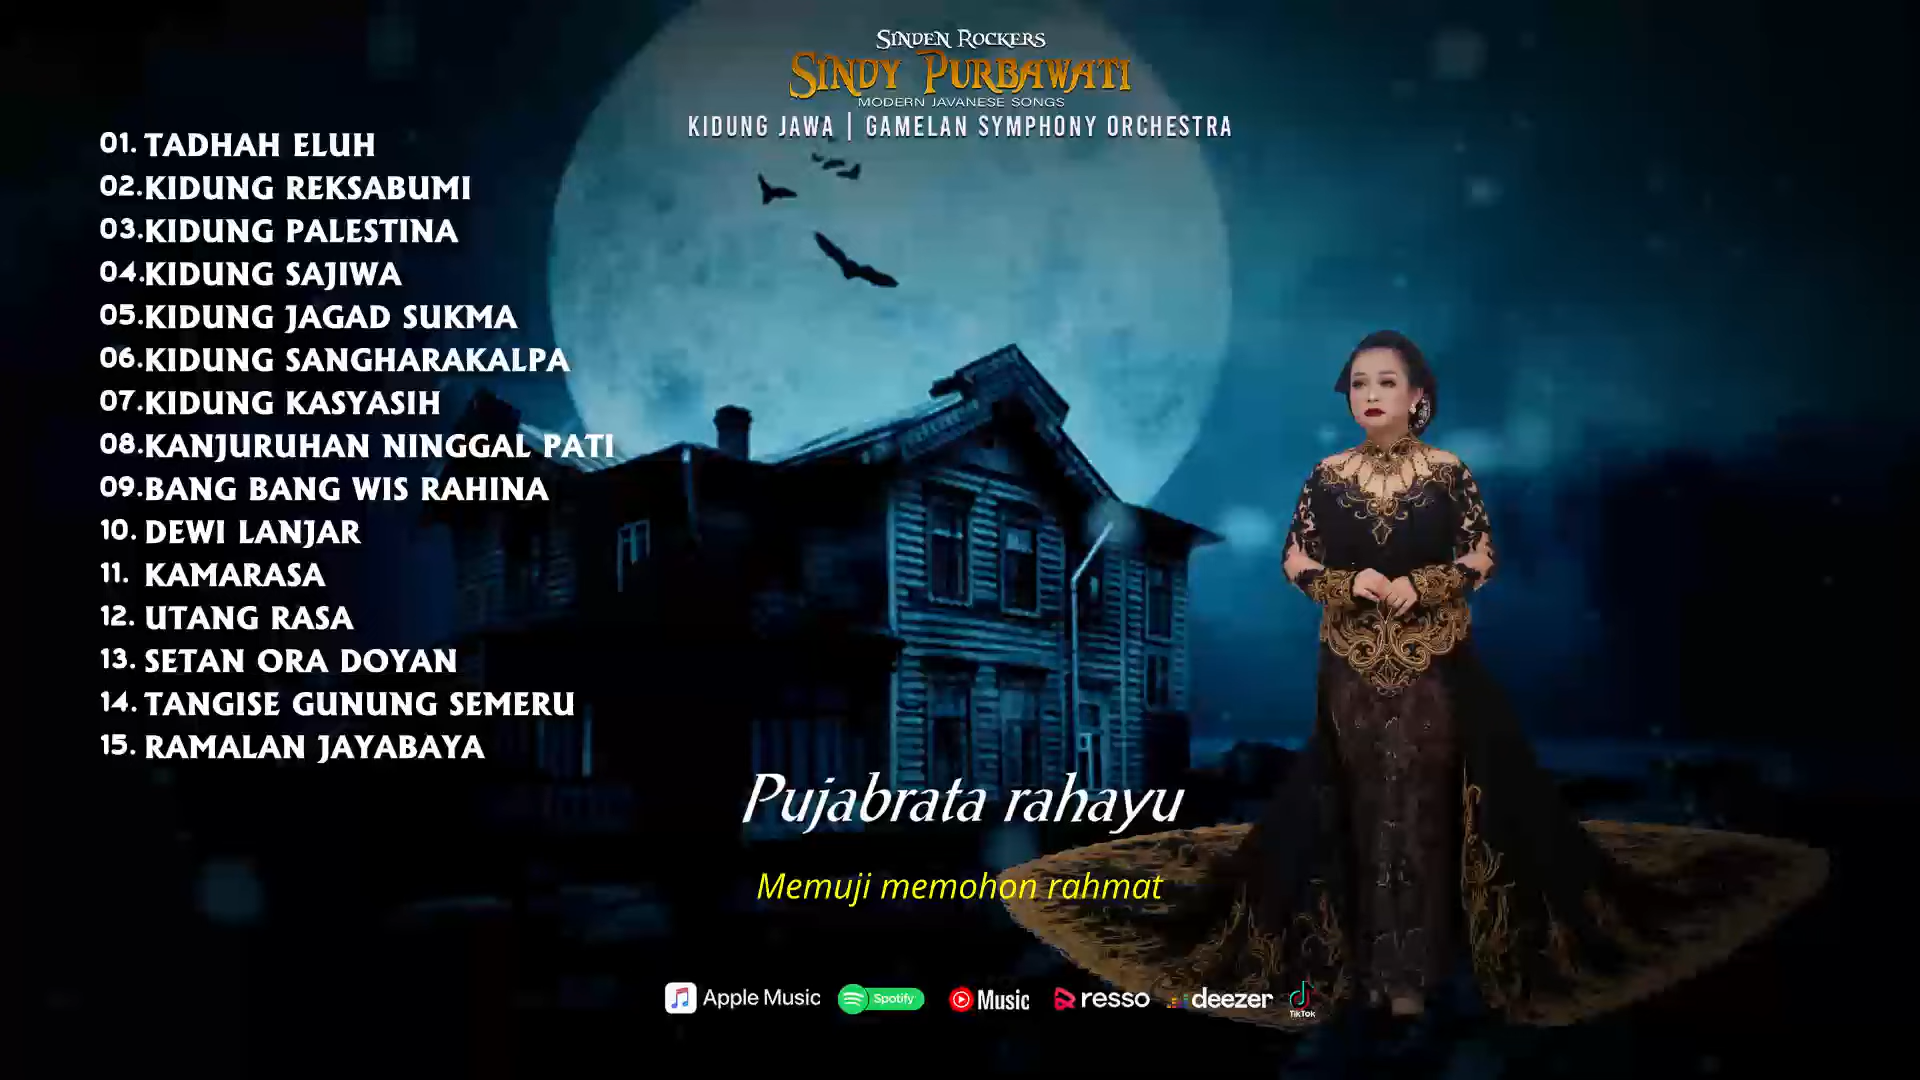 SINDEN ROCKERS
SINDY PURBAWATI
MODERN JAVANESE SONGS
KIDUNG JAWA | GAMELAN SYMPHONY ORCHESTRA
01. TADHAH ELUH
02. KIDUNG REKSABUMI
03. KIDUNG PALESTINA
04. KIDUNG SAJIWA
05. KIDUNG JAGAD SUKMA
06. KIDUNG SANGHARAKALPA
07. KIDUNG KASYASIH
08. KANJURUHAN NINGGAL PATI
09. BANG BANG WIS RAHINA
10. DEWI LANJAR
11. KAMARASA
12. UTANG RASA
13. SETAN ORA DOYAN
14. TANGISE GUNUNG SEMERU
15. RAMALAN JAYABAYA
Pujabrata rahayu
Memuji memohon rahmat
Apple Music Spotify Music resso deezer TikTok